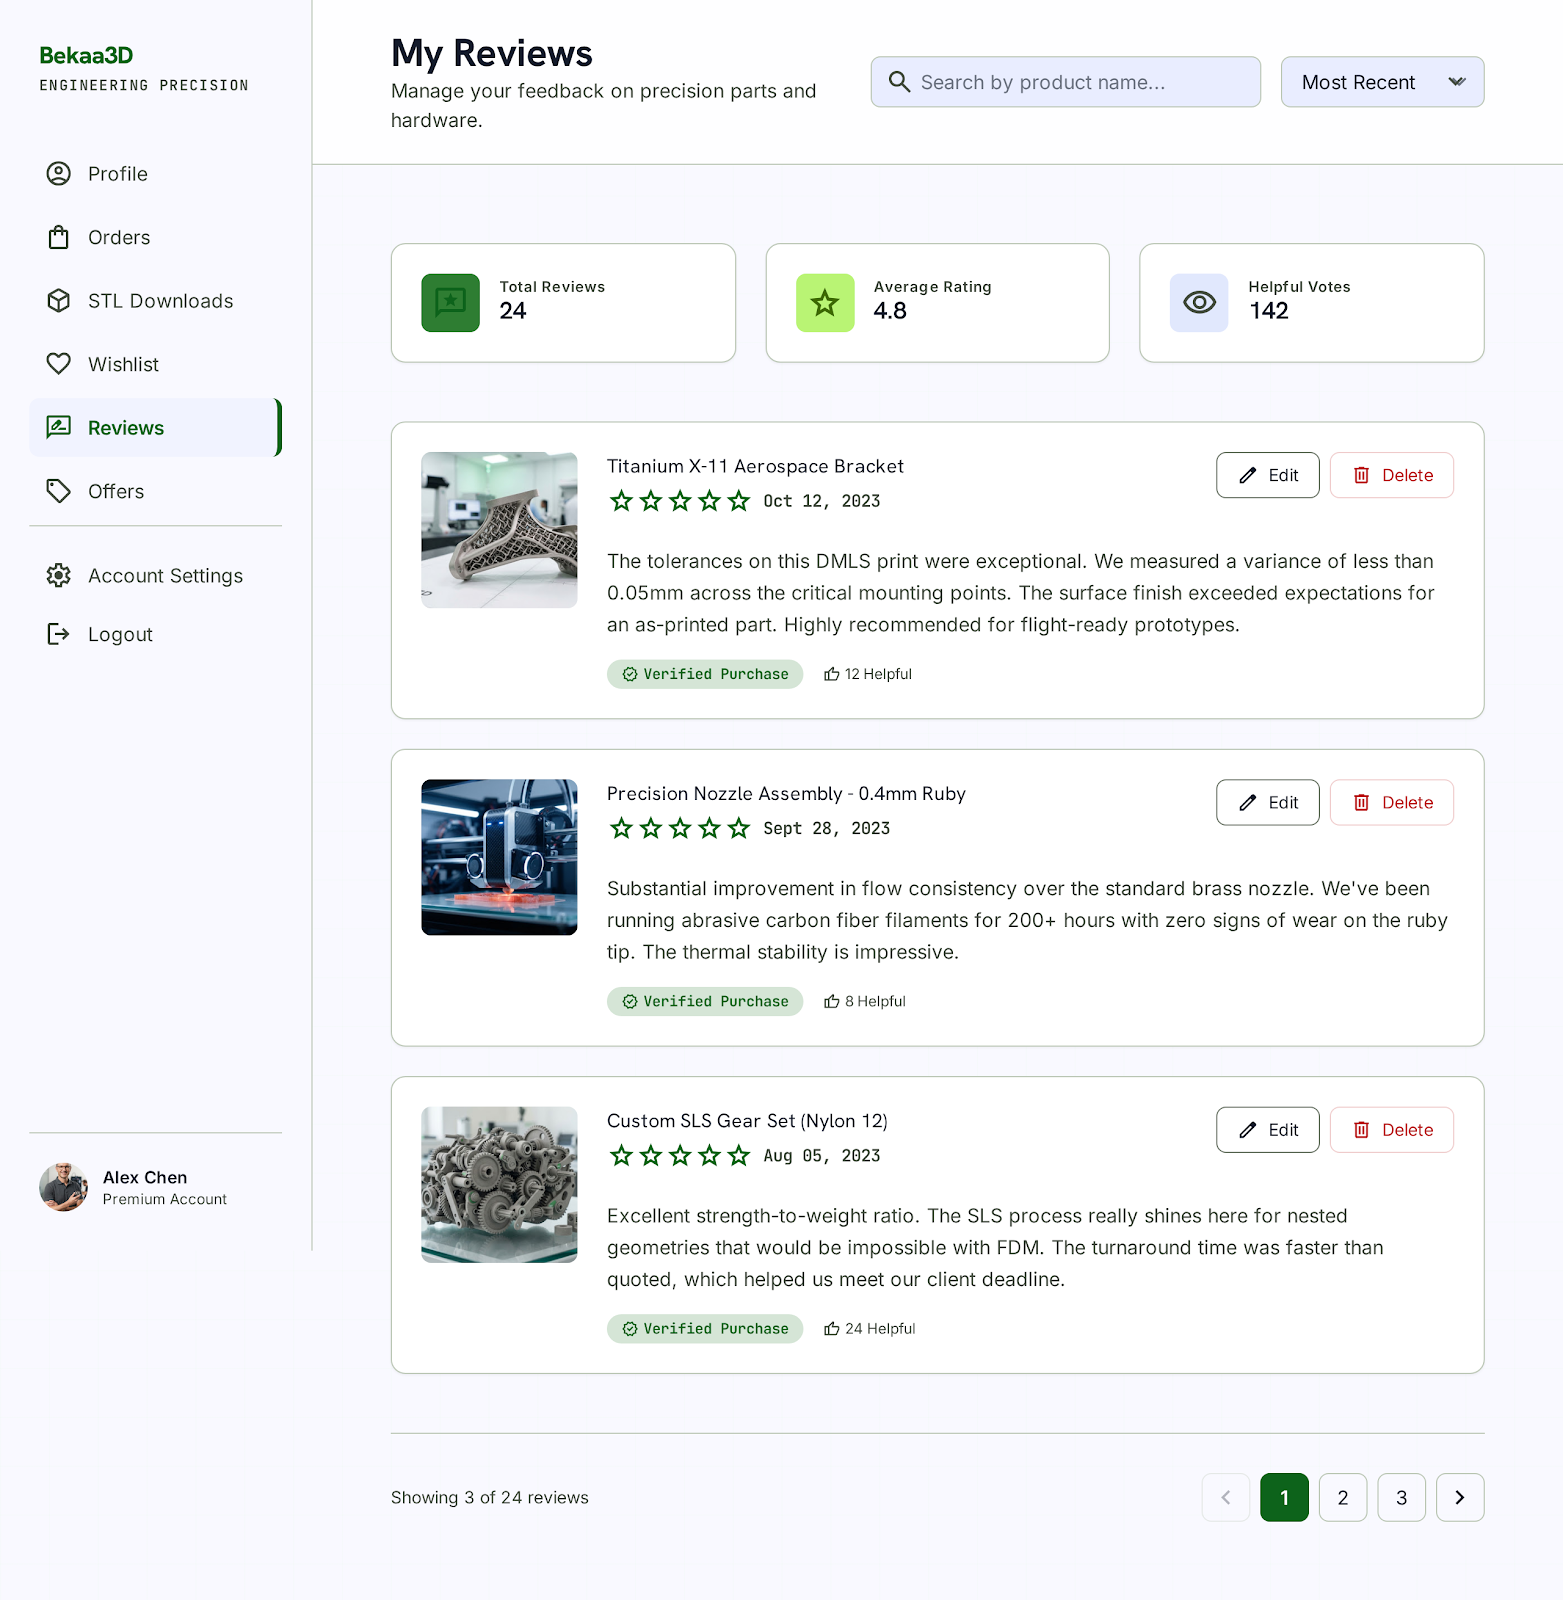 Bekaa3D
ENGINEERING PRECISION
Profile
Orders
STL Downloads
Wishlist
Reviews
Offers
Account Settings
Logout
Alex Chen
Premium Account
My Reviews
Manage your feedback on precision parts and
hardware.
Search by product name...
Most Recent
Total Reviews
24
Average Rating
4.8
Helpful Votes
142
Titanium X-11 Aerospace Bracket
Oct 12, 2023
Edit
Delete
The tolerances on this DMLS print were exceptional. We measured a variance of less than
0.05mm across the critical mounting points. The surface finish exceeded expectations for
an as-printed part. Highly recommended for flight-ready prototypes.
Verified Purchase
12 Helpful
Precision Nozzle Assembly - 0.4mm Ruby
Sept 28, 2023
Edit
Delete
Substantial improvement in flow consistency over the standard brass nozzle. We've been
running abrasive carbon fiber filaments for 200+ hours with zero signs of wear on the ruby
tip. The thermal stability is impressive.
Verified Purchase
8 Helpful
Custom SLS Gear Set (Nylon 12)
Aug 05, 2023
Edit
Delete
Excellent strength-to-weight ratio. The SLS process really shines here for nested
geometries that would be impossible with FDM. The turnaround time was faster than
quoted, which helped us meet our client deadline.
Verified Purchase
24 Helpful
Showing 3 of 24 reviews
1
2
3